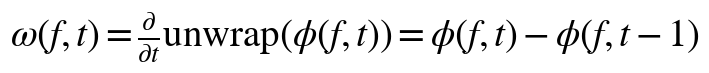 ω(f, t) = ∂/∂t unwrap(ϕ(f, t)) = ϕ(f, t) − ϕ(f, t − 1)